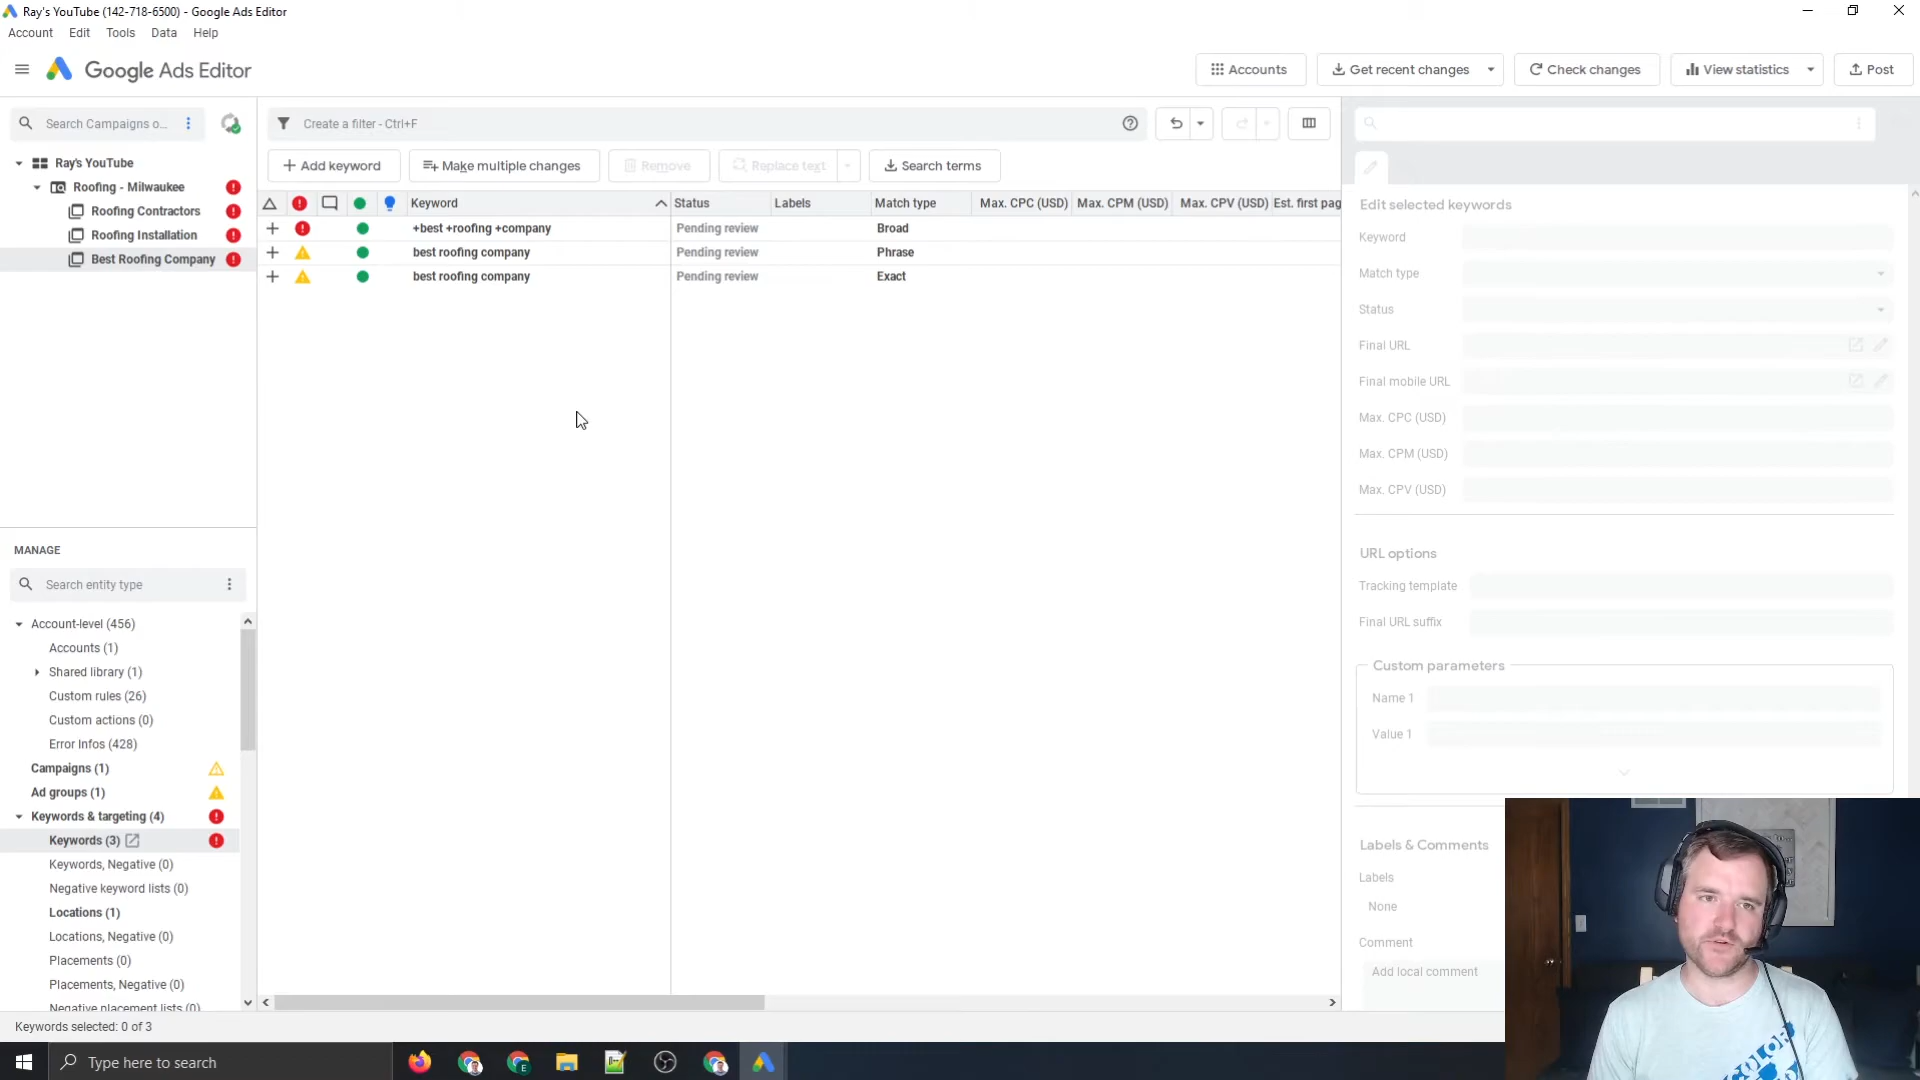 Ray's YouTube (142-718-6500) - Google Ads Editor
Account Edit Tools Data Help
Google Ads Editor
Accounts
Get recent changes
Check changes
View statistics
Post
Search Campaigns o...
Create a filter - Ctrl+F
Ray's YouTube
Roofing - Milwaukee
Roofing Contractors
Roofing Installation
Best Roofing Company
Add keyword
Make multiple changes
Remove
Replace text
Search terms
Keyword Status Labels Match type Max. CPC (USD) Max. CPM (USD) Max. CPV (USD) Est. first pag
+best +roofing +company Pending review Broad
best roofing company Pending review Phrase
best roofing company Pending review Exact
Edit selected keywords
Keyword
Match type
Status
Final URL
Final mobile URL
Max. CPC (USD)
Max. CPM (USD)
Max. CPV (USD)
URL options
Tracking template
Final URL suffix
Custom parameters
Name 1
Value 1
Labels & Comments
Labels
None
Comment
Add local comment
MANAGE
Search entity type
Account-level (456)
Accounts (1)
Shared library (1)
Custom rules (26)
Custom actions (0)
Error Infos (428)
Campaigns (1)
Ad groups (1)
Keywords & targeting (4)
Keywords (3)
Keywords, Negative (0)
Negative keyword lists (0)
Locations (1)
Locations, Negative (0)
Placements (0)
Placements, Negative (0)
Negative placement lists (0)
Keywords selected: 0 of 3
Type here to search